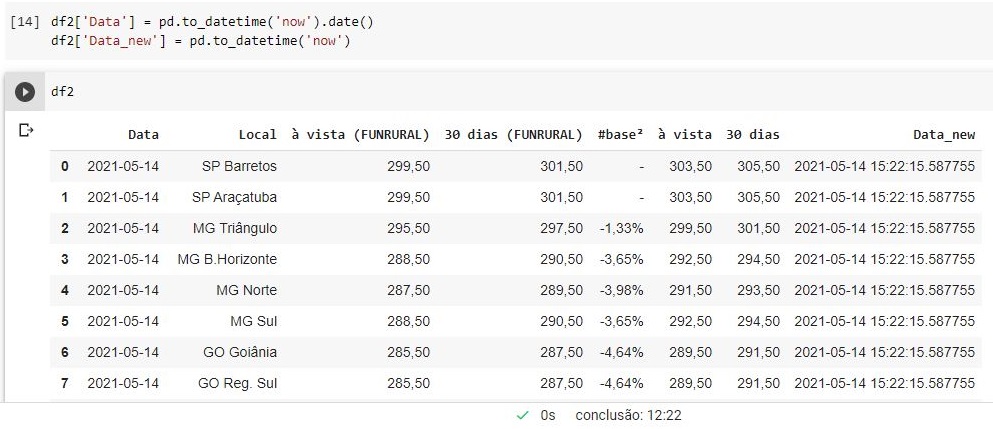 [14] df2['Data'] = pd.to_datetime('now').date()
df2['Data_new'] = pd.to_datetime('now')
df2
Data Local à vista (FUNRURAL) 30 dias (FUNRURAL) #base² à vista 30 dias Data_new
0 2021-05-14 SP Barretos 299,50 301,50 - 303,50 305,50 2021-05-14 15:22:15.587755
1 2021-05-14 SP Araçatuba 299,50 301,50 - 303,50 305,50 2021-05-14 15:22:15.587755
2 2021-05-14 MG Triângulo 295,50 297,50 -1,33% 299,50 301,50 2021-05-14 15:22:15.587755
3 2021-05-14 MG B.Horizonte 288,50 290,50 -3,65% 292,50 294,50 2021-05-14 15:22:15.587755
4 2021-05-14 MG Norte 287,50 289,50 -3,98% 291,50 293,50 2021-05-14 15:22:15.587755
5 2021-05-14 MG Sul 288,50 290,50 -3,65% 292,50 294,50 2021-05-14 15:22:15.587755
6 2021-05-14 GO Goiânia 285,50 287,50 -4,64% 289,50 291,50 2021-05-14 15:22:15.587755
7 2021-05-14 GO Reg. Sul 285,50 287,50 -4,64% 289,50 291,50 2021-05-14 15:22:15.587755
0s conclusão: 12:22